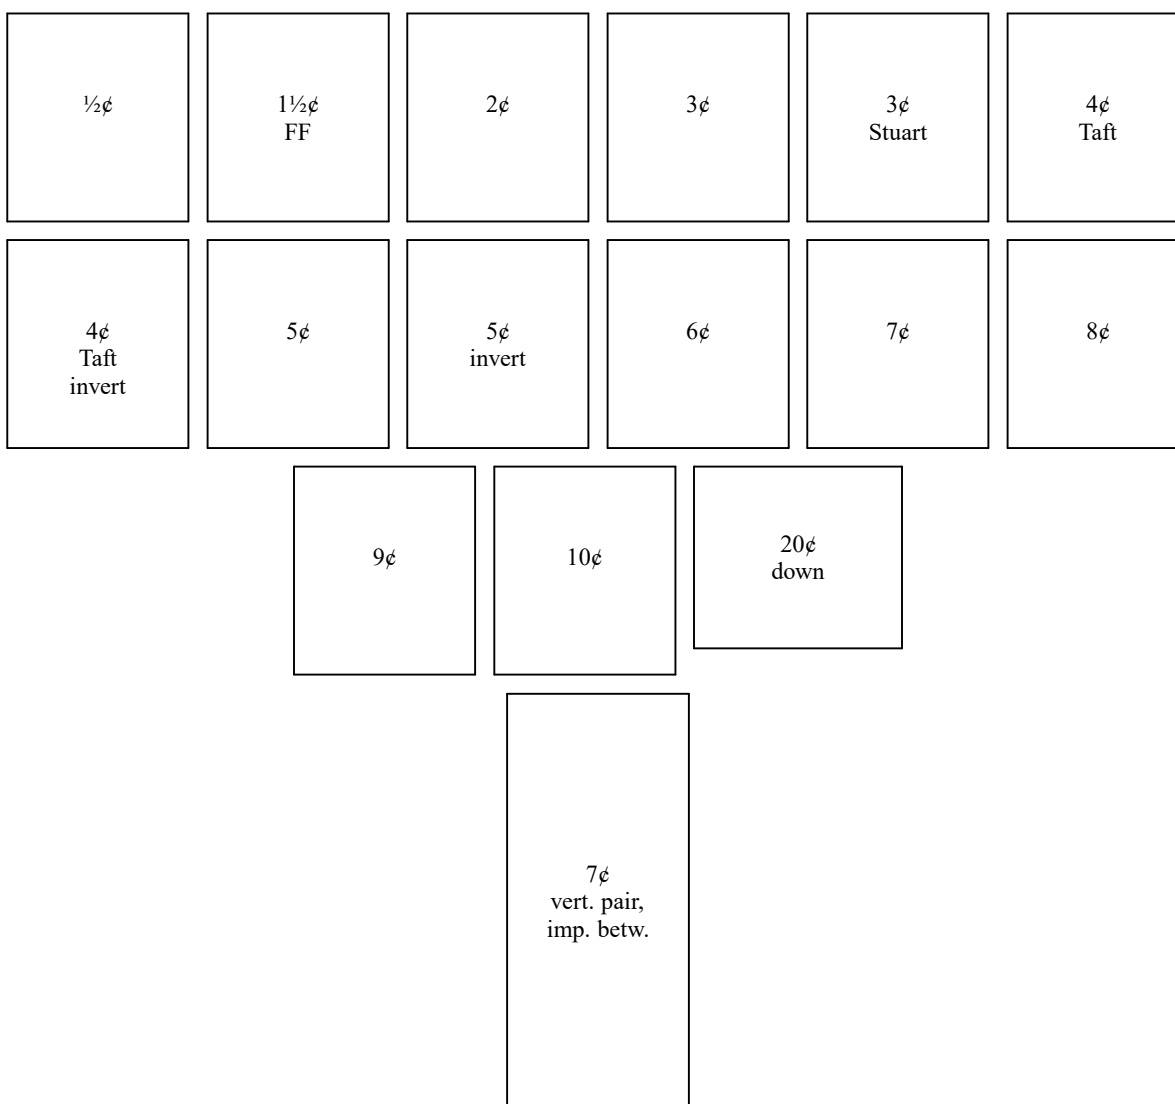 ½¢
1½¢
FF
2¢
3¢
3¢
Stuart
4¢
Taft
4¢
Taft
invert
5¢
5¢
invert
6¢
7¢
8¢
9¢
10¢
20¢
down
7¢
vert. pair,
imp. betw.